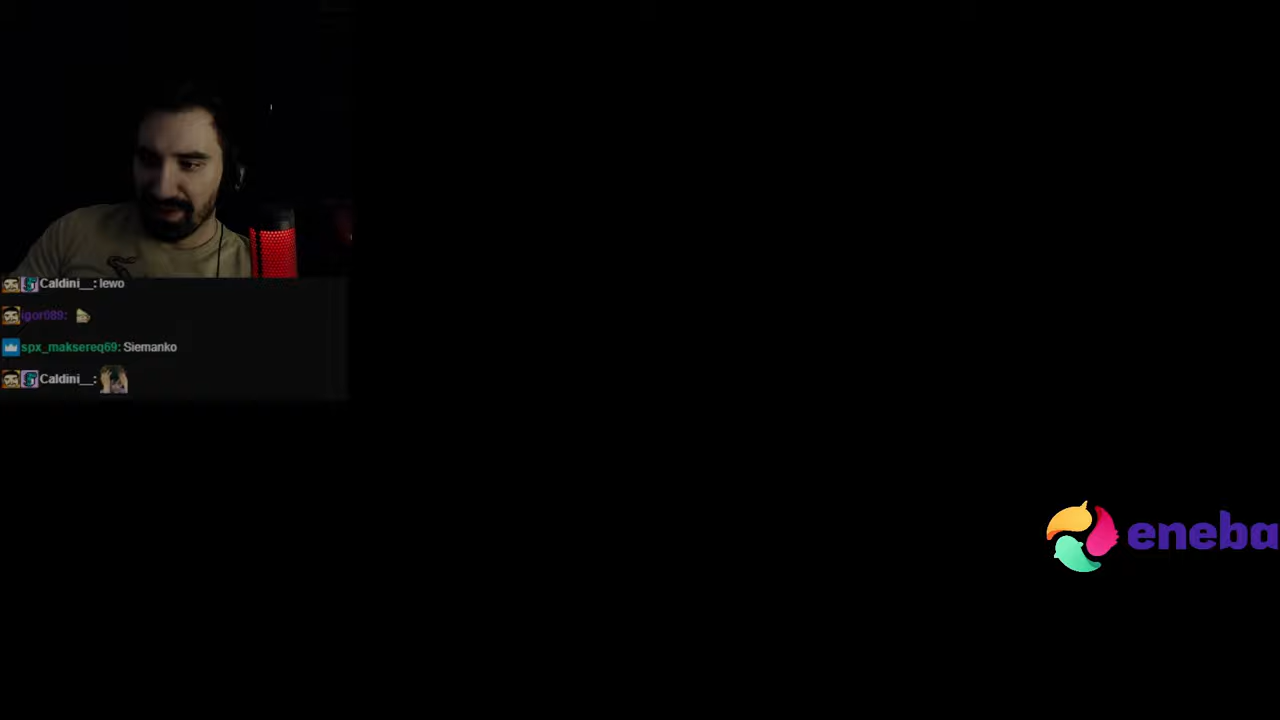 Caldini__: lewo
igor689:
spx_maksereq69: Siemanko
Caldini__:
eneba